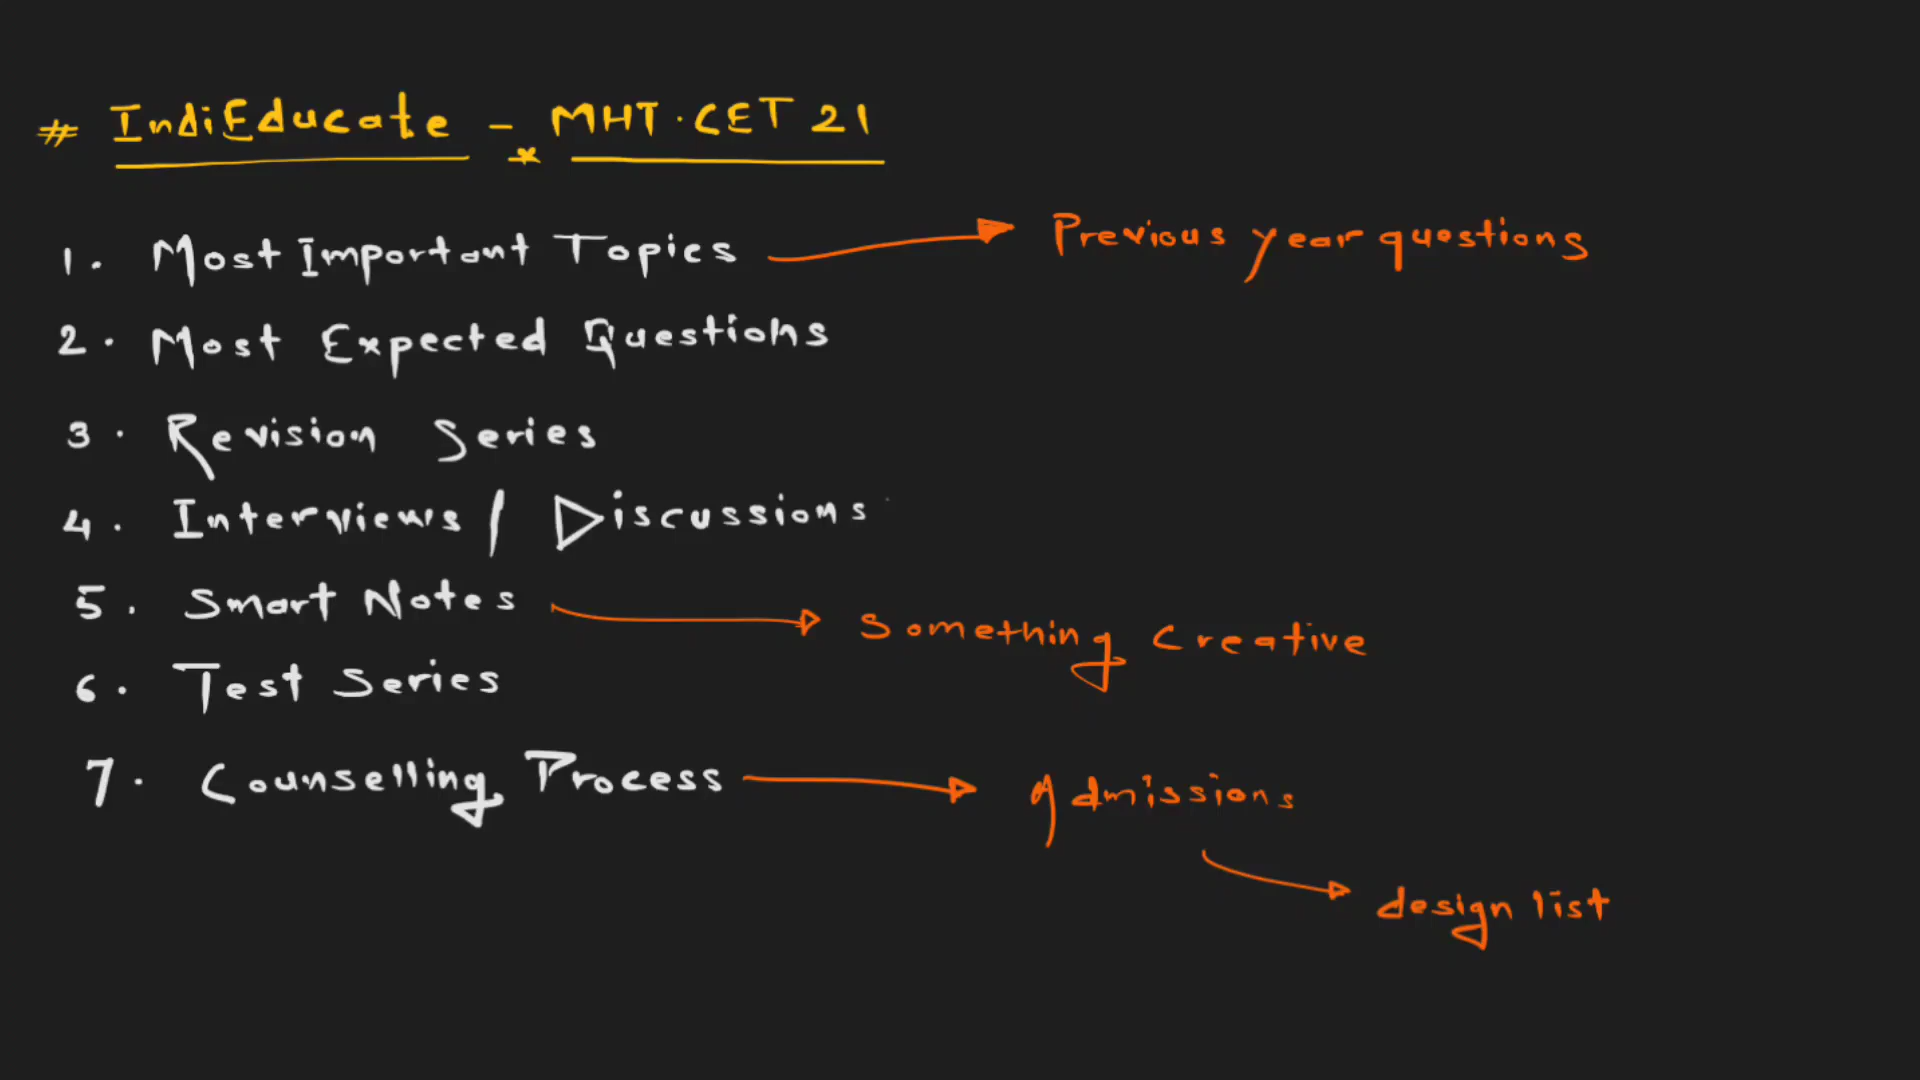 # IndiEducate - MHT.CET 21
1. Most Important Topics → Previous year questions
2. Most Expected Questions
3. Revision Series
4. Interviews / Discussions
5. Smart Notes → Something Creative
6. Test Series
7. Counselling Process → Admissions
→ design list